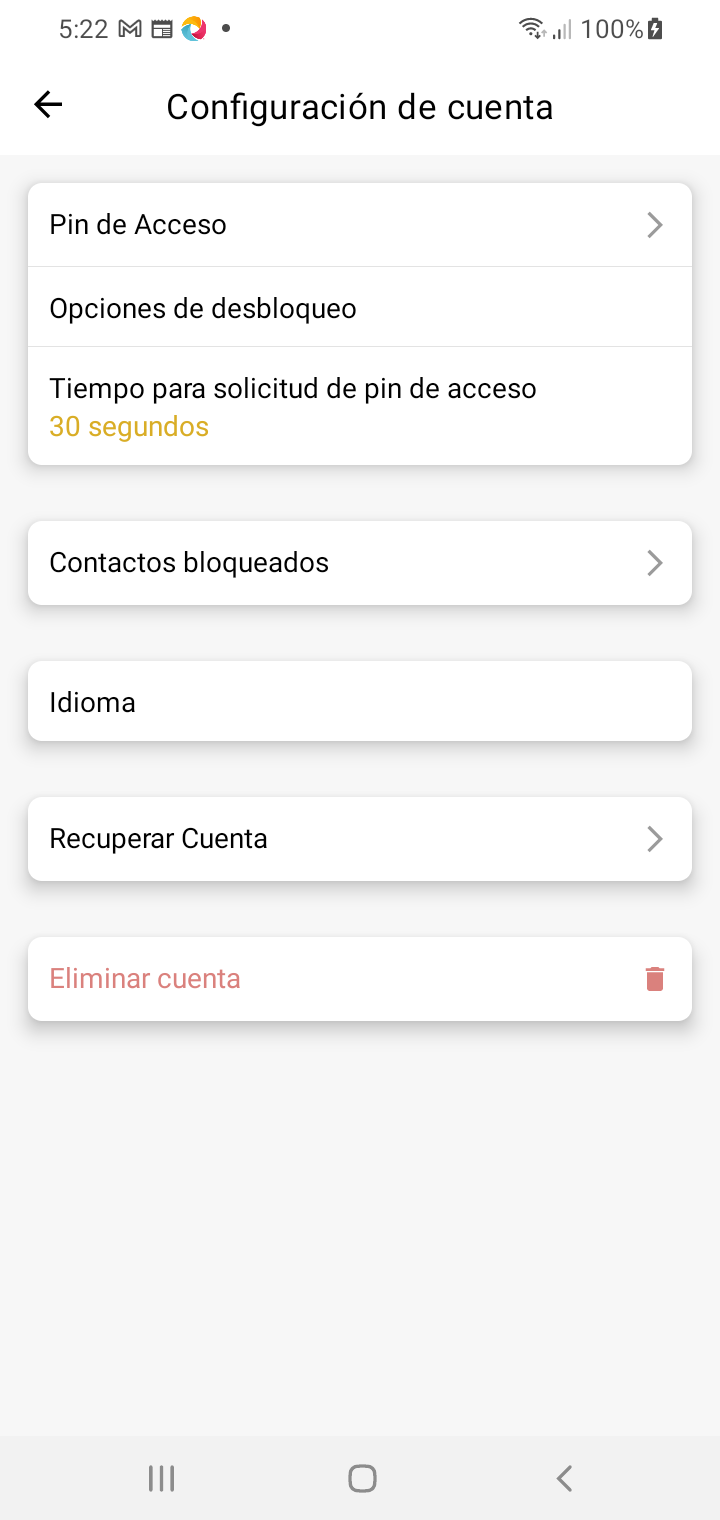 5:22
100%
Configuración de cuenta
Pin de Acceso
Opciones de desbloqueo
Tiempo para solicitud de pin de acceso
30 segundos
Contactos bloqueados
Idioma
Recuperar Cuenta
Eliminar cuenta